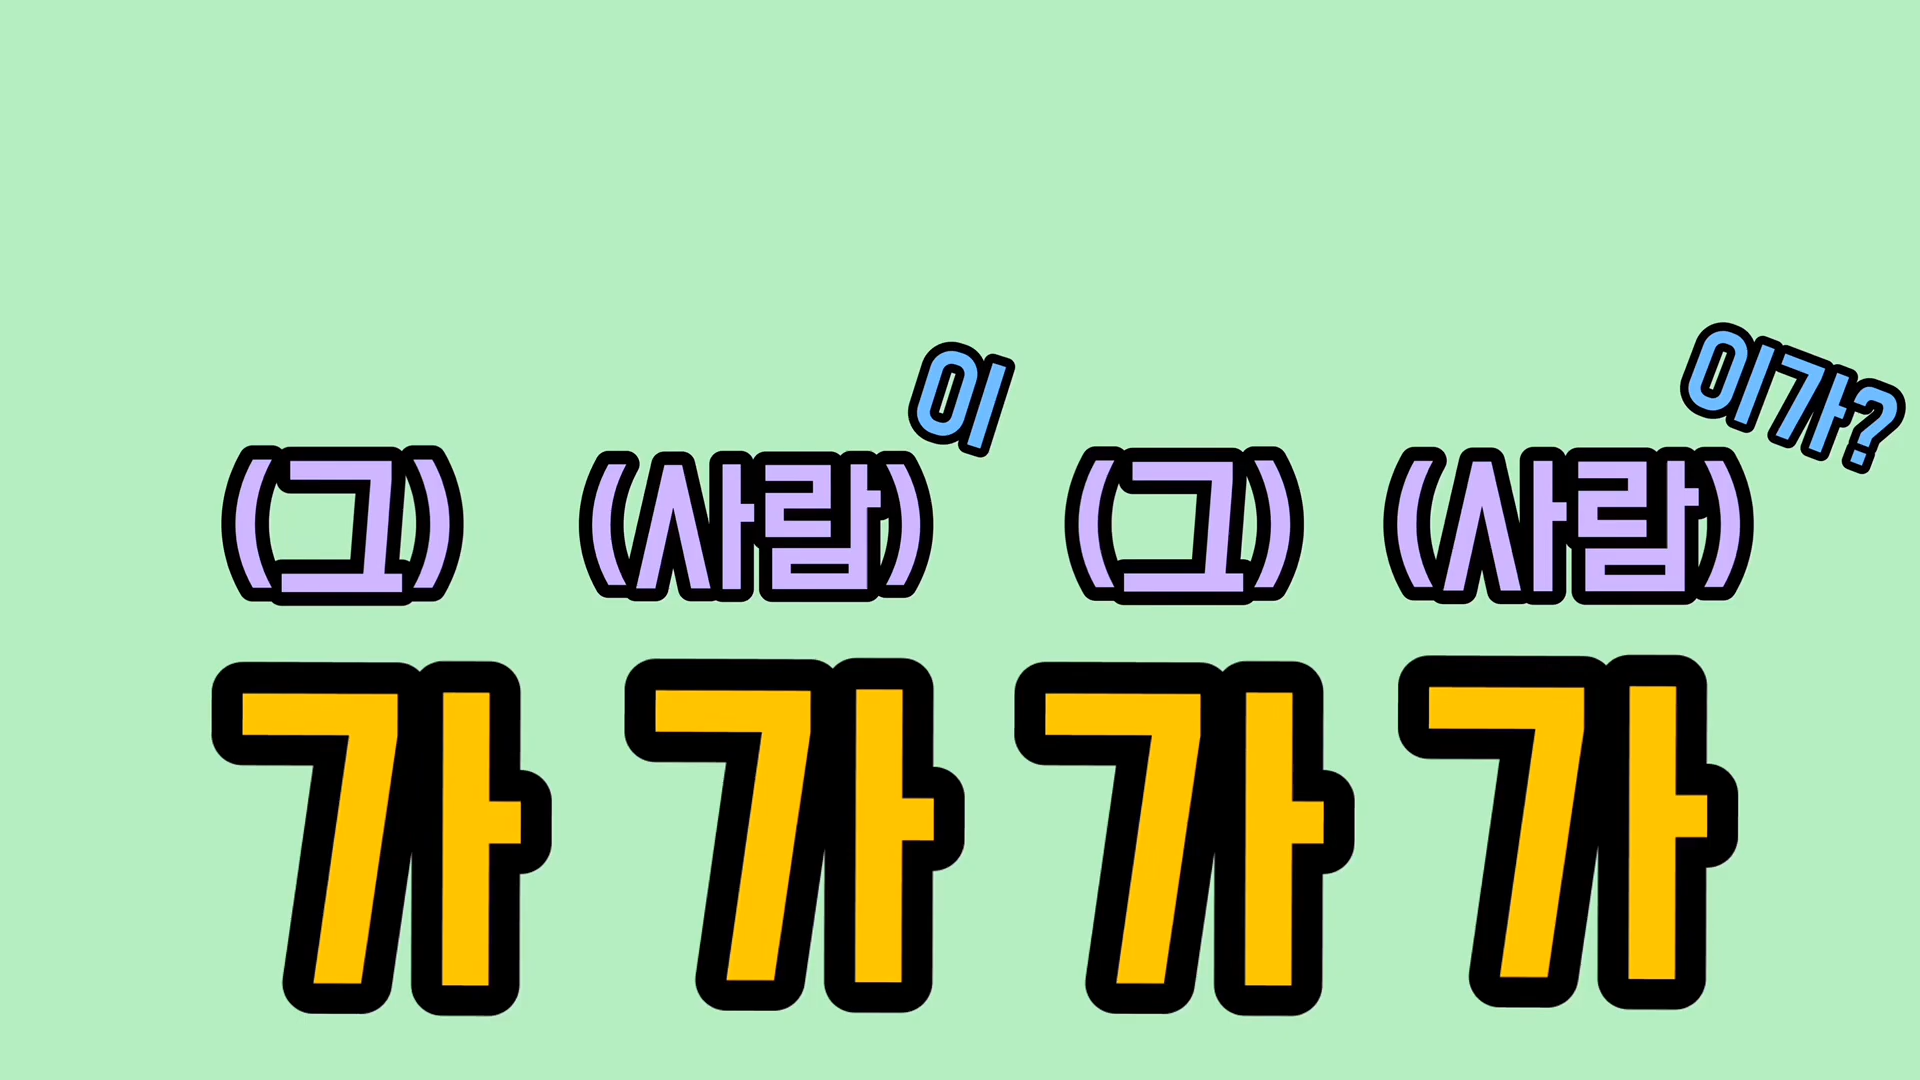 이 이가?
(그) (사람) (그) (사람)
가 가 가 가